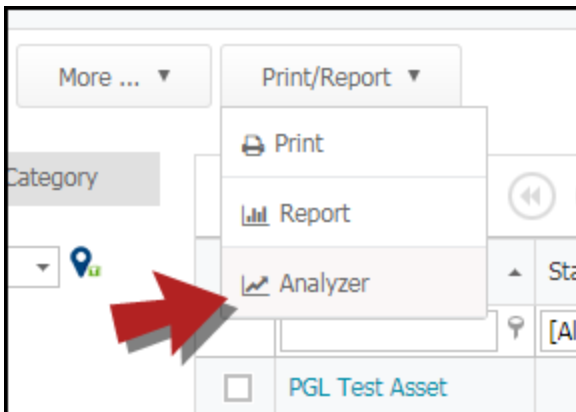 More ...
Print/Report
Print
Category
Report
Analyzer
PGL Test Asset